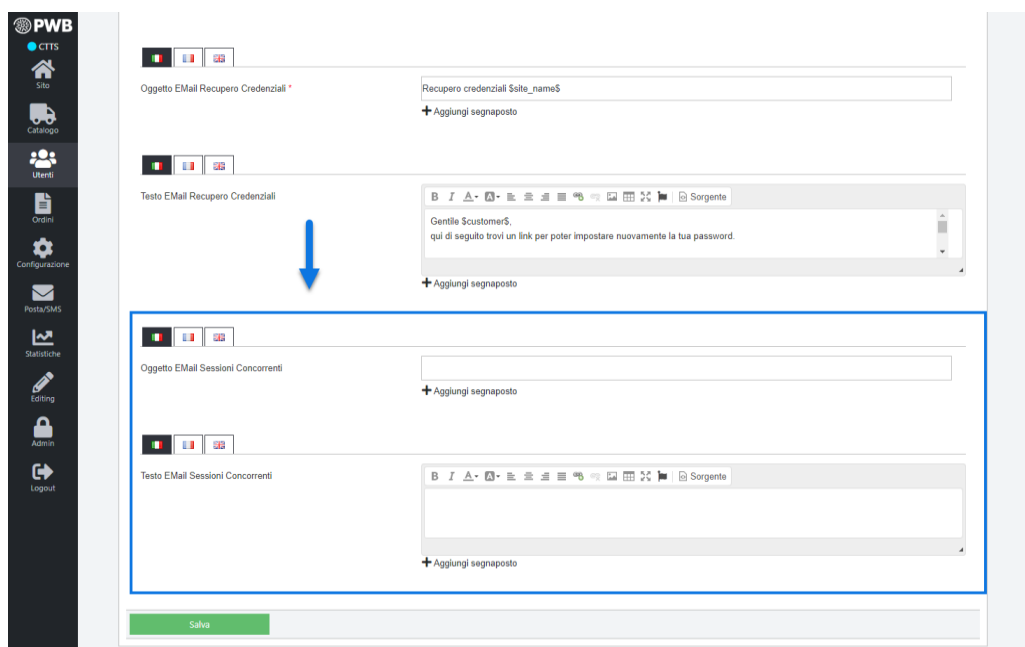 PWB
CTTS
Sito
Catalogo
Utenti
Ordini
Configurazione
Posta/SMS
Statistiche
Editing
Admin
Logout
Oggetto EMail Recupero Credenziali *
Recupero credenziali $site_name$
Aggiungi segnaposto
Testo EMail Recupero Credenziali
B I A A Sorgente
Gentile $customer$,
qui di seguito trovi un link per poter impostare nuovamente la tua password.
Aggiungi segnaposto
Oggetto EMail Sessioni Concorrenti
Aggiungi segnaposto
Testo EMail Sessioni Concorrenti
B I A A Sorgente
Aggiungi segnaposto
Salva